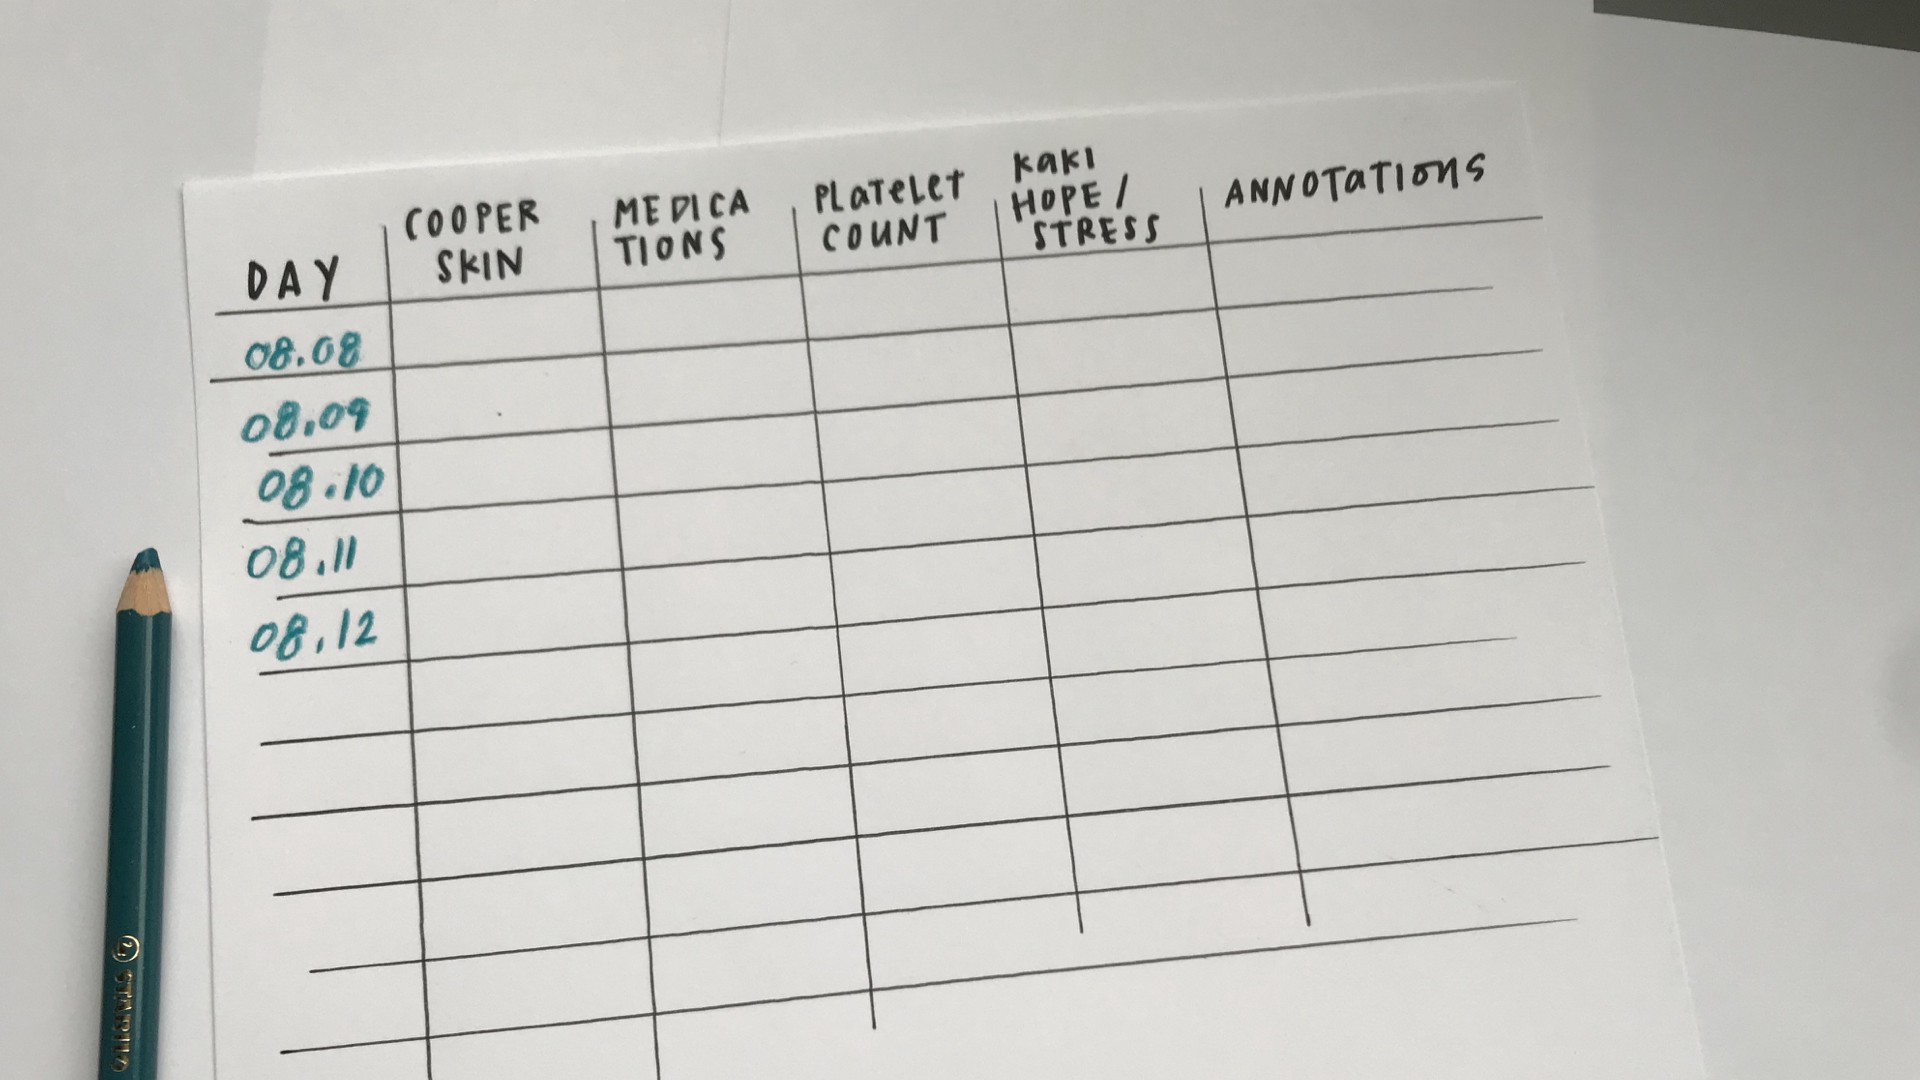 DAY
COOPER
SKIN
MEDICA
TIONS
PLATELET
COUNT
KAKI
HOPE /
STRESS
ANNOTATIONS
08.08
08.09
08.10
08.11
08.12